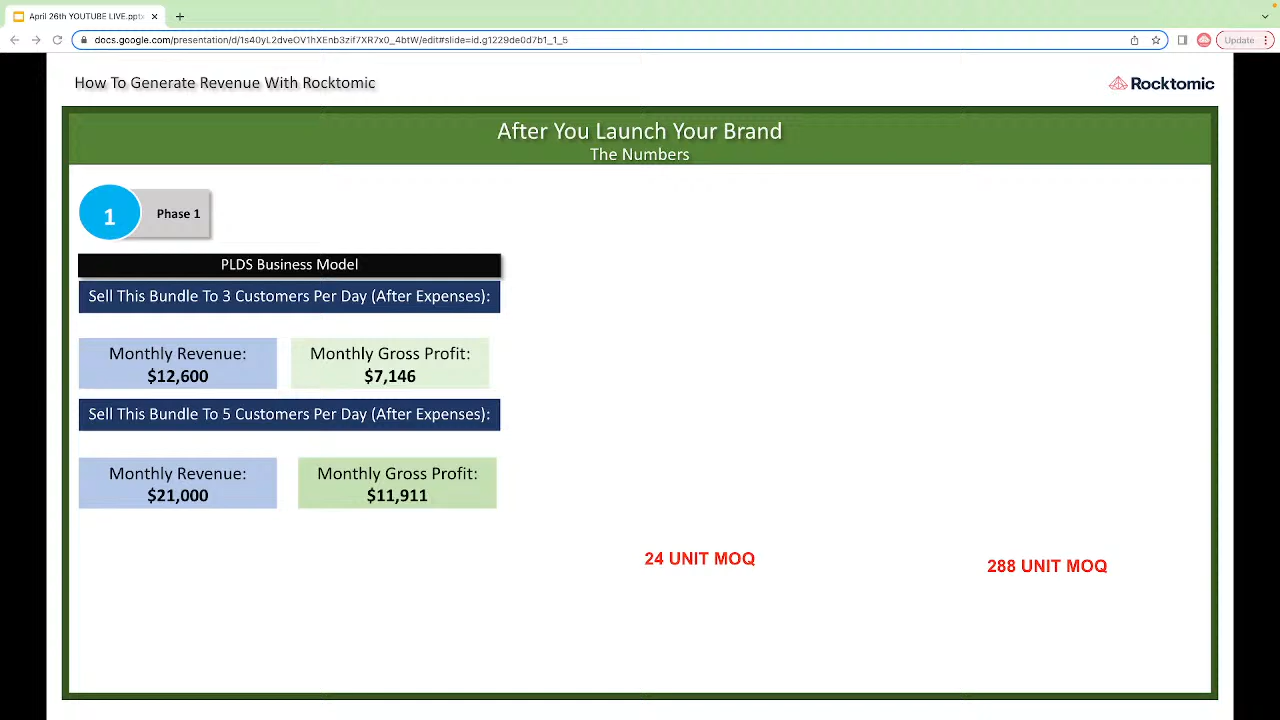 April 26th YOUTUBE LIVE.pptx
docs.google.com/presentation/d/1s40yL2dveOV1hXEnb3zif7XR7x0_4btW/edit#slide=id.g1229de0d7b1_1_5
Update
How To Generate Revenue With Rocktomic
Rocktomic
After You Launch Your Brand
The Numbers
1
Phase 1
PLDS Business Model
Sell This Bundle To 3 Customers Per Day (After Expenses):
Monthly Revenue:
$12,600
Monthly Gross Profit:
$7,146
Sell This Bundle To 5 Customers Per Day (After Expenses):
Monthly Revenue:
$21,000
Monthly Gross Profit:
$11,911
24 UNIT MOQ
288 UNIT MOQ